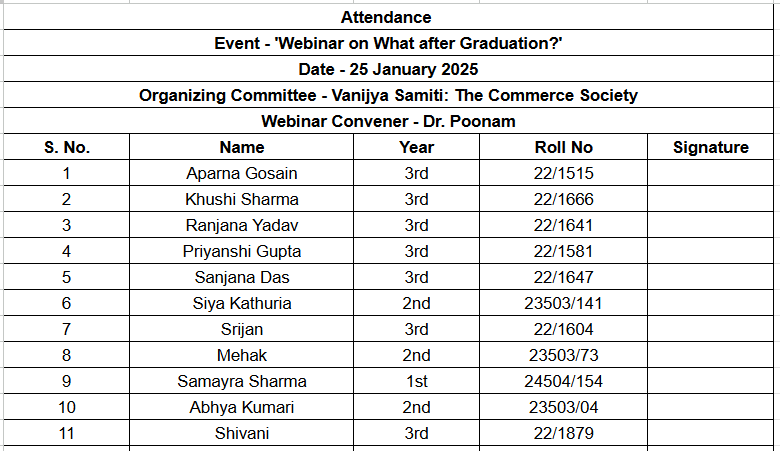 Attendance
Event - 'Webinar on What after Graduation?'
Date - 25 January 2025
Organizing Committee - Vanijya Samiti: The Commerce Society
Webinar Convener - Dr. Poonam
S. No. Name Year Roll No Signature
1 Aparna Gosain 3rd 22/1515
2 Khushi Sharma 3rd 22/1666
3 Ranjana Yadav 3rd 22/1641
4 Priyanshi Gupta 3rd 22/1581
5 Sanjana Das 3rd 22/1647
6 Siya Kathuria 2nd 23503/141
7 Srijan 3rd 22/1604
8 Mehak 2nd 23503/73
9 Samayra Sharma 1st 24504/154
10 Abhya Kumari 2nd 23503/04
11 Shivani 3rd 22/1879